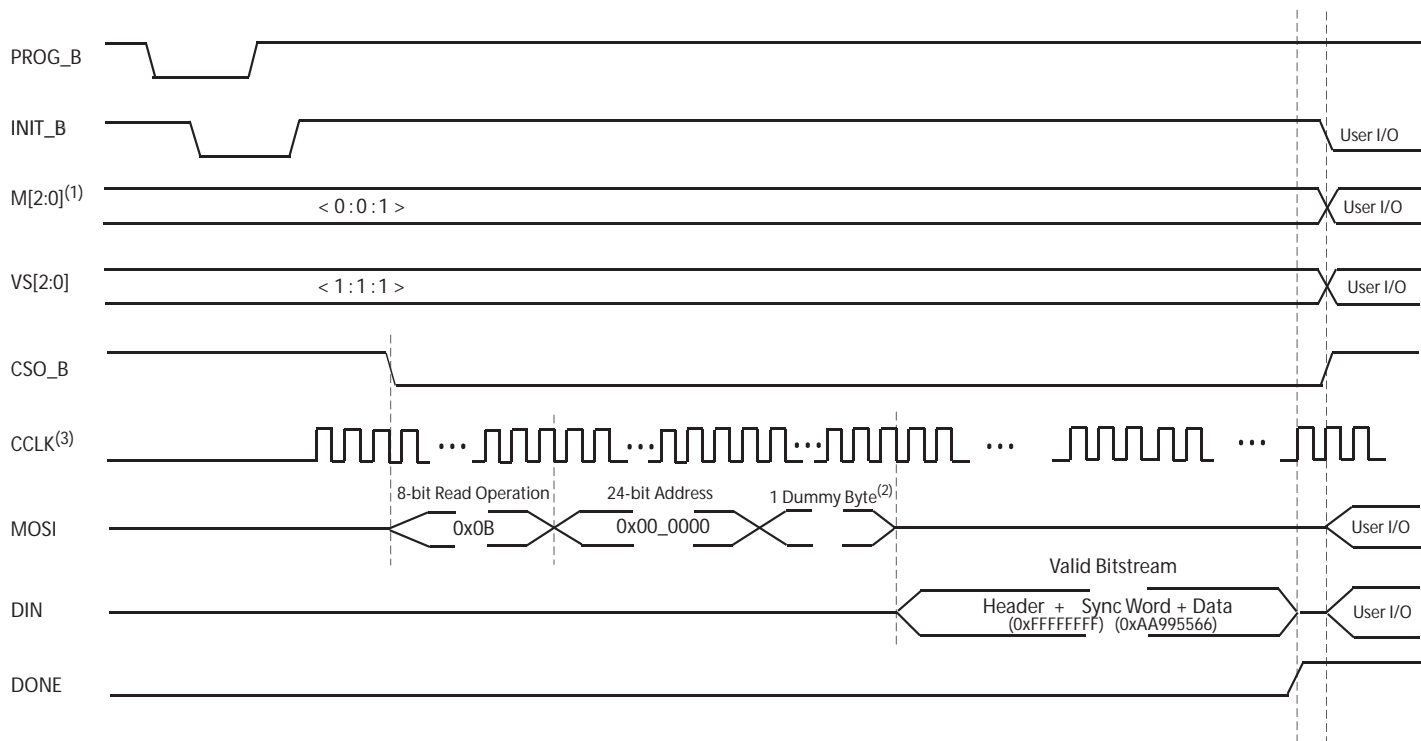 PROG_B
INIT_B
User I/O
M[2:0](1)
< 0 : 0 : 1 >
User I/O
VS[2:0]
< 1 : 1 : 1 >
User I/O
CSO_B
CCLK(3)
8-bit Read Operation
24-bit Address
1 Dummy Byte(2)
MOSI
0x0B
0x00_0000
User I/O
Valid Bitstream
DIN
Header + Sync Word + Data
(0xFFFFFFFF) (0xAA995566)
User I/O
DONE